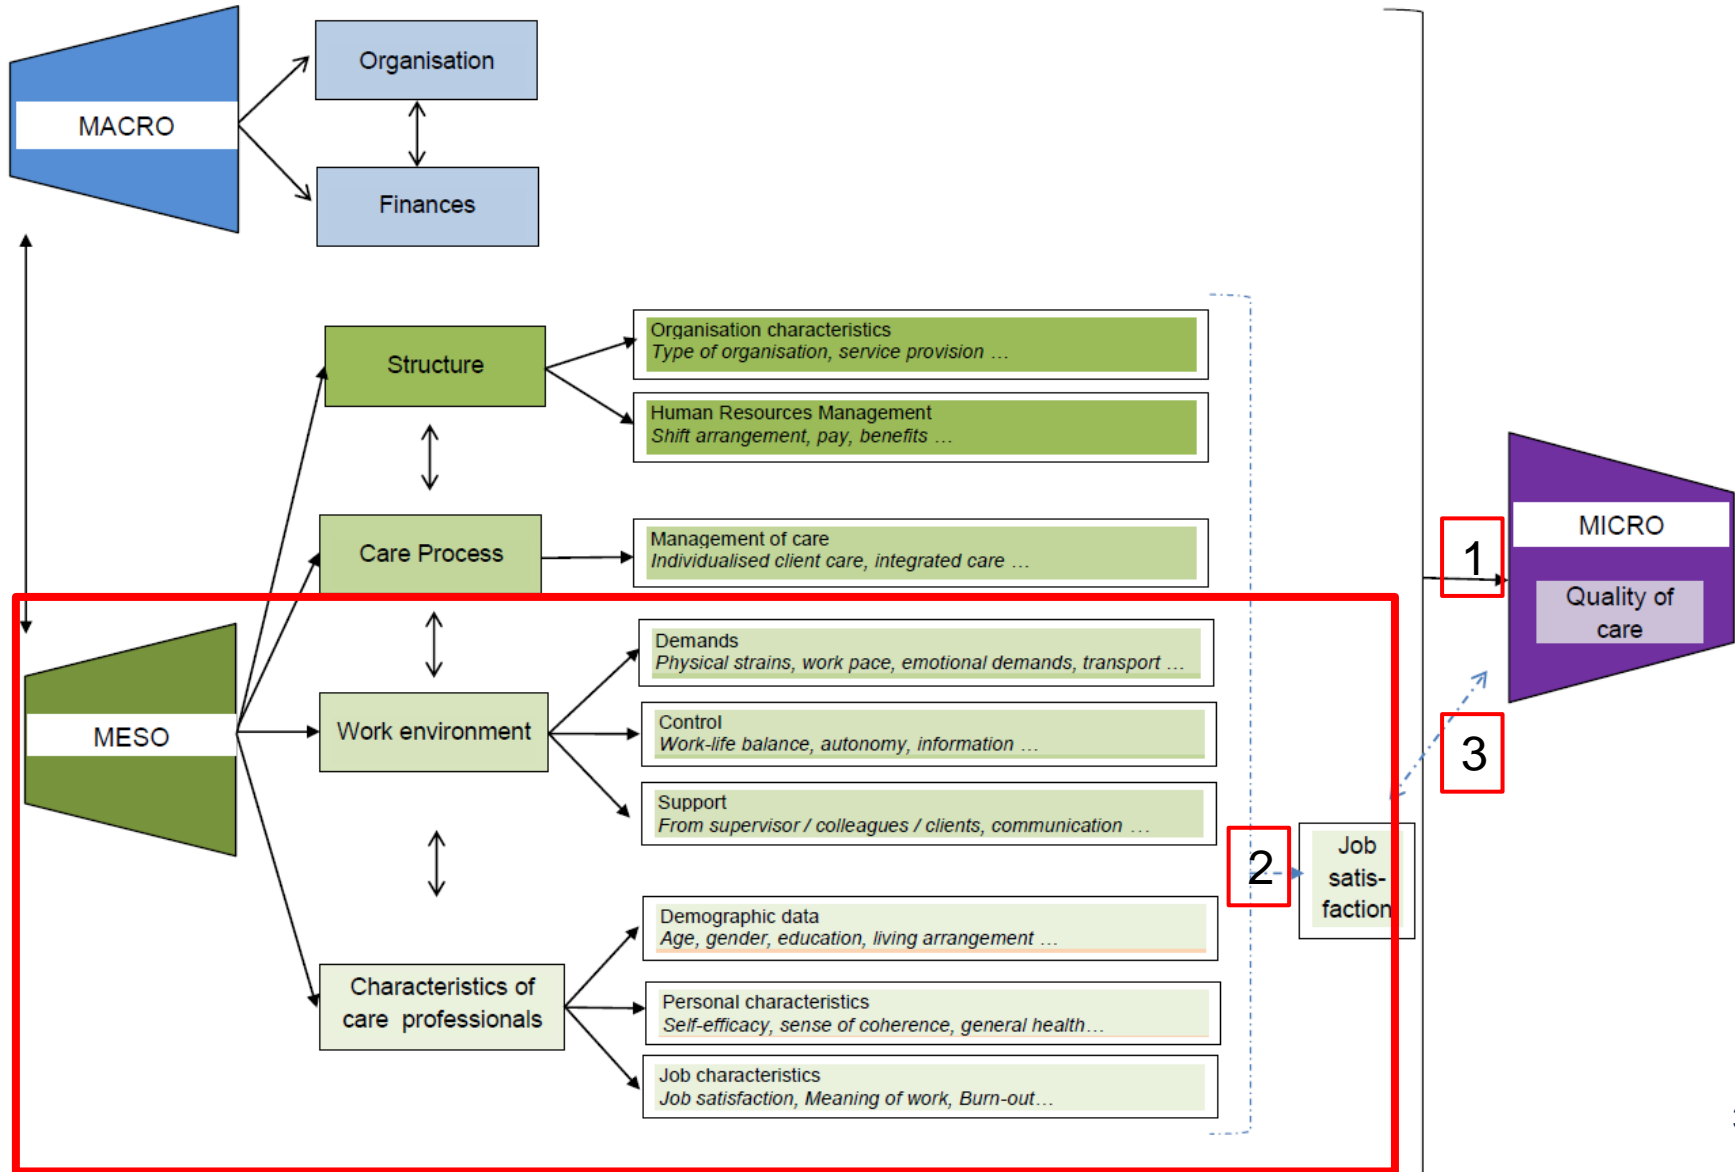 MACRO
Organisation
Finances
Structure
Organisation characteristics
Type of organisation, service provision …
Human Resources Management
Shift arrangement, pay, benefits …
Care Process
Management of care
Individualised client care, integrated care …
MESO
Work environment
Demands
Physical strains, work pace, emotional demands, transport …
Control
Work-life balance, autonomy, information …
Support
From supervisor / colleagues / clients, communication …
Characteristics of
care professionals
Demographic data
Age, gender, education, living arrangement …
Personal characteristics
Self-efficacy, sense of coherence, general health…
Job characteristics
Job satisfaction, Meaning of work, Burn-out…
2
Job
satis-
faction
1
3
MICRO
Quality of
care